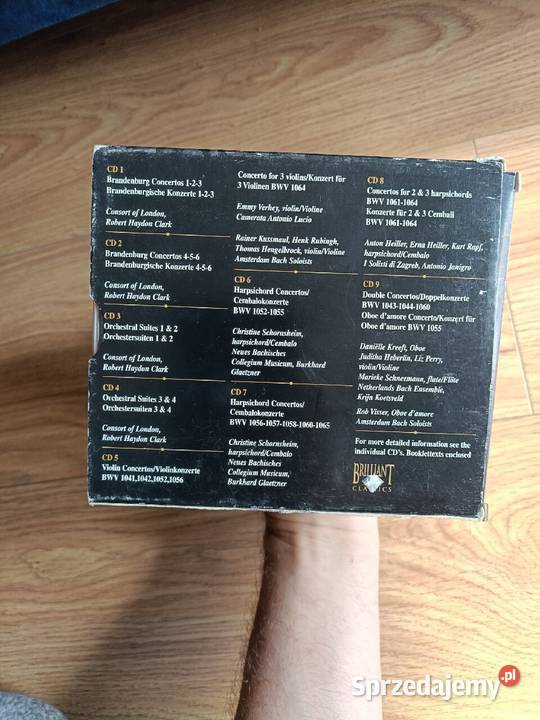 CD 1
Brandenburg Concertos 1-2-3
Brandenburgische Konzerte 1-2-3
Consort of London,
Robert Haydon Clark
CD 2
Brandenburg Concertos 4-5-6
Brandenburgische Konzerte 4-5-6
Consort of London,
Robert Haydon Clark
CD 3
Orchestral Suites 1 & 2
Orchestersuiten 1 & 2
Consort of London,
Robert Haydon Clark
CD 4
Orchestral Suites 3 & 4
Orchestersuiten 3 & 4
Consort of London,
Robert Haydon Clark
CD 5
Violin Concertos/Violinkonzerte
BWV 1041,1042,1052,1056
Concerto for 3 violins/Konzert für
3 Violinen BWV 1064
Emmy Verhey, violin/Violine
Camerata Antonio Lucio
Rainer Kussmaul, Henk Rubingh,
Thomas Hengelbrock, violin/Violine
Amsterdam Bach Soloists
CD 6
Harpsichord Concertos/
Cembalokonzerte
BWV 1052-1055
Christine Schornsheim,
harpsichord/Cembalo
Neues Bachisches
Collegium Musicum, Burkhard
Glaetzner
CD 7
Harpsichord Concertos/
Cembalokonzerte
BWV 1056-1057-1058-1060-1065
Christine Schornsheim,
harpsichord/Cembalo
Neues Bachisches
Collegium Musicum,
Burkhard Glaetzner
CD 8
Concertos for 2 & 3 harpsichords
BWV 1061-1064
Konzerte für 2 & 3 Cembali
BWV 1061-1064
Anton Heiller, Erna Heiller, Kurt Rapf,
harpsichord/Cembalo
I Solisti di Zagreb, Antonio Janigro
CD 9
Double Concertos/Doppelkonzerte
BWV 1043-1044-1060
Oboe d'amore Concerto/Konzert für
Oboe d'amore BWV 1055
Daniëlle Kreeft, Oboe
Juditha Heberlin, Liz Perry,
violin/Violine
Marieke Schneemann, flute/Flöte
Netherlands Bach Ensemble,
Krijn Koetsveld
Rob Visser, Oboe d'amore
Amsterdam Bach Soloists
For more detailed information see the
individual CD's. Booklettexts enclosed
BRILLIANT
CLASSICS
Sprzedajemy.pl